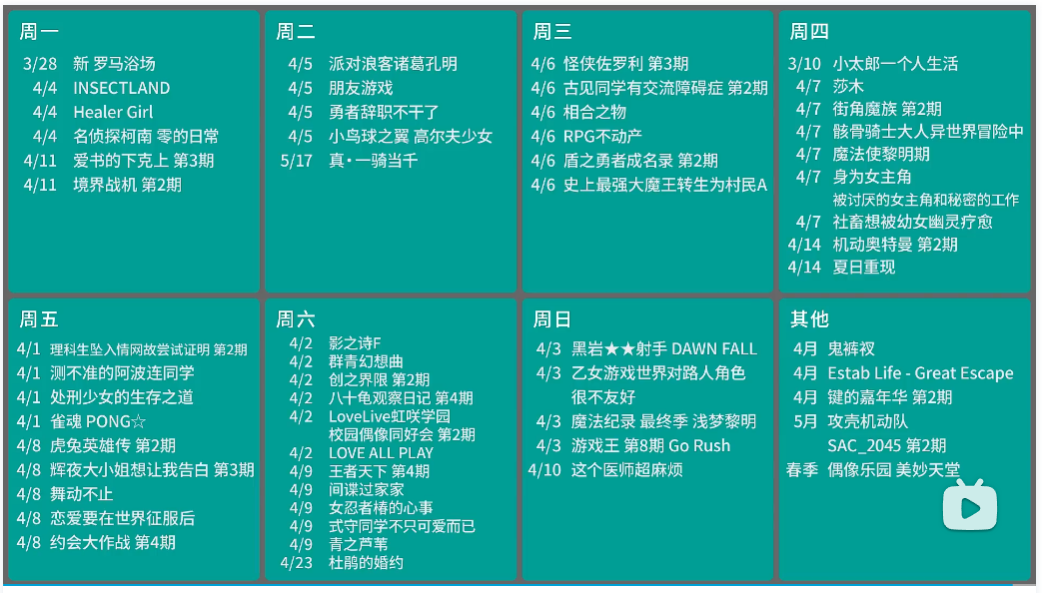 周一
3/28 新 罗马浴场
4/4 INSECTLAND
4/4 Healer Girl
4/4 名侦探柯南 零的日常
4/11 爱书的下克上 第3期
4/11 境界战机 第2期
周二
4/5 派对浪客诸葛孔明
4/5 朋友游戏
4/5 勇者辞职不干了
4/5 小鸟球之翼 高尔夫少女
5/17 真·一骑当千
周三
4/6 怪侠佐罗利 第3期
4/6 古见同学有交流障碍症 第2期
4/6 相合之物
4/6 RPG不动产
4/6 盾之勇者成名录 第2期
4/6 史上最强大魔王转生为村民A
周四
3/10 小太郎一个人生活
4/7 莎木
4/7 街角魔族 第2期
4/7 骸骨骑士大人异世界冒险中
4/7 魔法使黎明期
4/7 身为女主角
被讨厌的女主角和秘密的工作
4/7 社畜想被幼女幽灵疗愈
4/14 机动奥特曼 第2期
4/14 夏日重现
周五
4/1 理科生坠入情网故尝试证明 第2期
4/1 测不准的阿波连同学
4/1 处刑少女的生存之道
4/1 雀魂 PONG☆
4/8 虎兔英雄传 第2期
4/8 辉夜大小姐想让我告白 第3期
4/8 舞动不止
4/8 恋爱要在世界征服后
4/8 约会大作战 第4期
周六
4/2 影之诗F
4/2 群青幻想曲
4/2 创之界限 第2期
4/2 八十龟观察日记 第4期
4/2 LoveLive虹咲学园
校园偶像同好会 第2期
4/2 LOVE ALL PLAY
4/9 王者天下 第4期
4/9 间谍过家家
4/9 女忍者椿的心事
4/9 式守同学不只可爱而已
4/9 青之芦苇
4/23 杜鹃的婚约
周日
4/3 黑岩★★射手 DAWN FALL
4/3 乙女游戏世界对路人角色
很不友好
4/3 魔法纪录 最终季 浅梦黎明
4/3 游戏王 第8期 Go Rush
4/10 这个医师超麻烦
其他
4月 鬼裤衩
4月 Estab Life - Great Escape
4月 键的嘉年华 第2期
5月 攻壳机动队
SAC_2045 第2期
春季 偶像乐园 美妙天堂